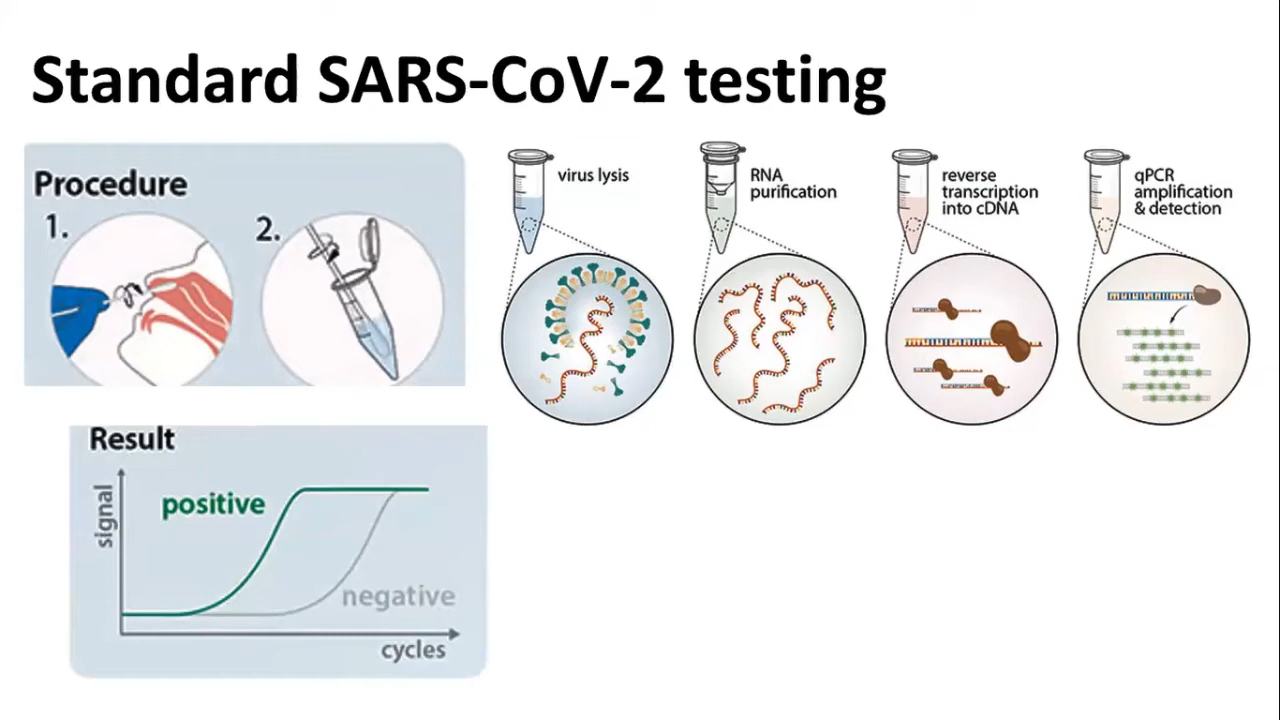 Standard SARS-CoV-2 testing
Procedure
1.
2.
virus lysis
RNA
purification
reverse
transcription
into cDNA
qPCR
amplification
& detection
Result
signal
positive
negative
cycles